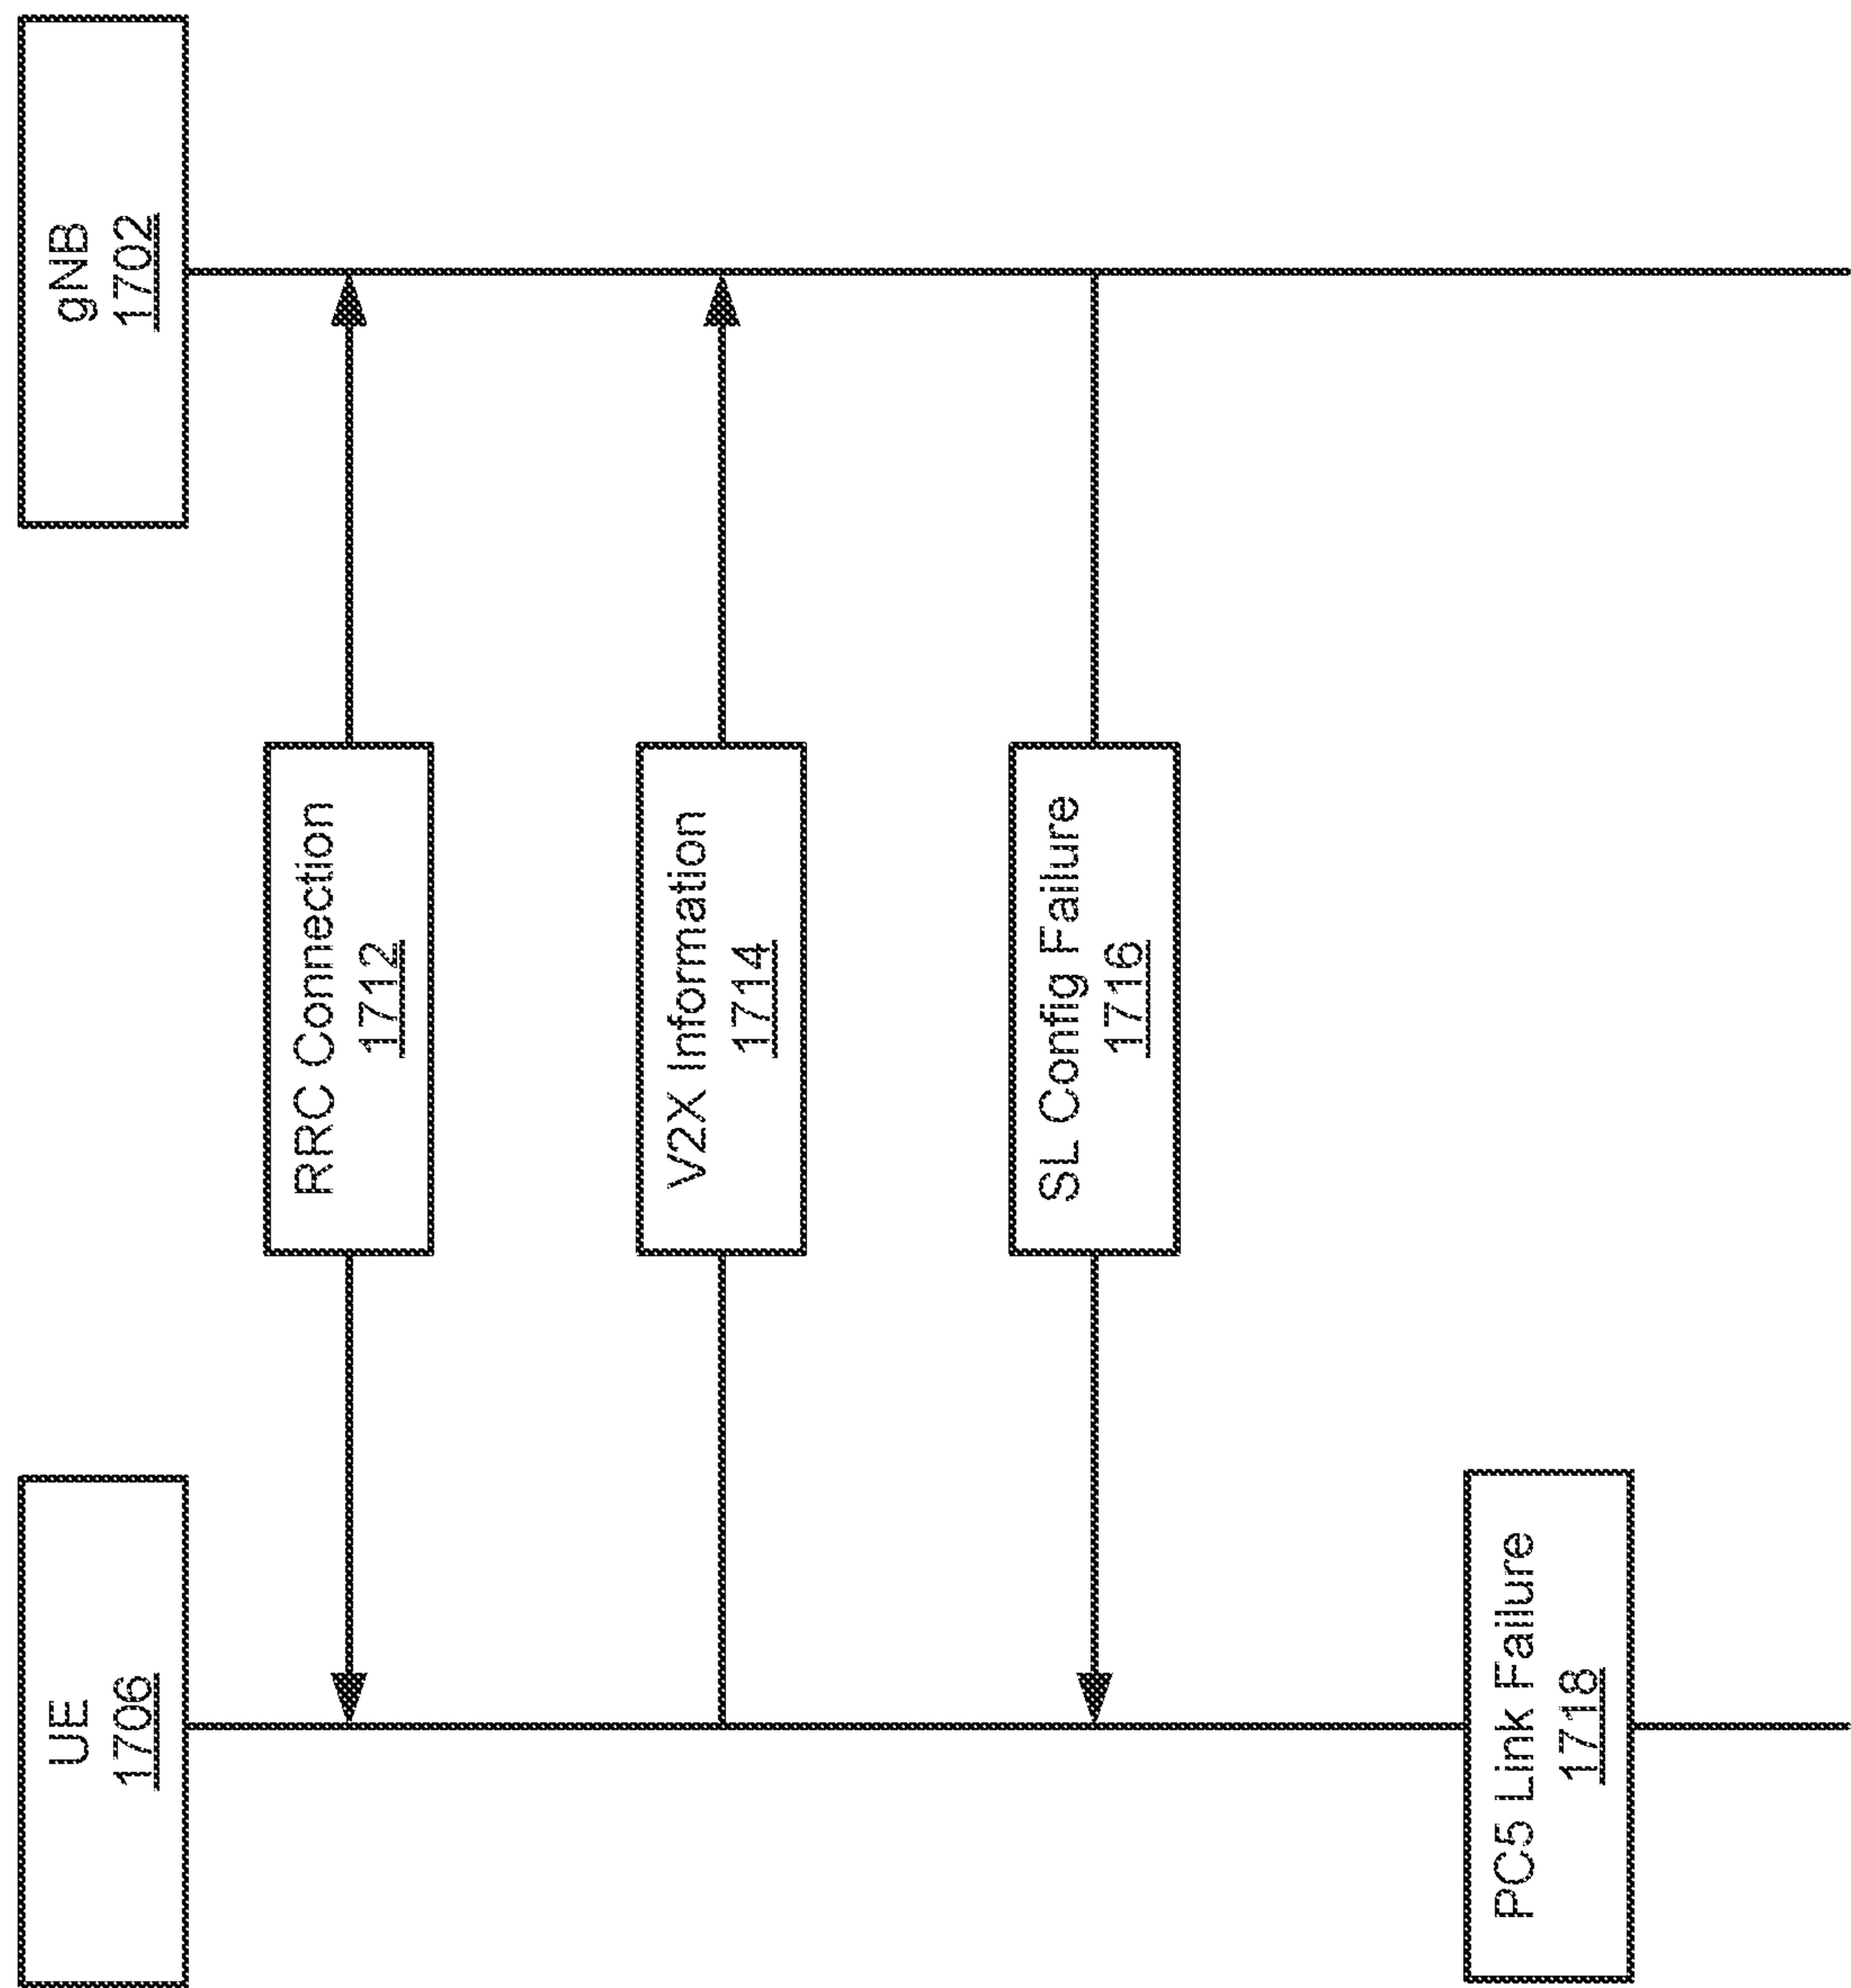 UE
1706
gNB
1702
RRC Connection
1712
V2X Information
1714
SL Config Failure
1716
PC5 Link Failure
1718